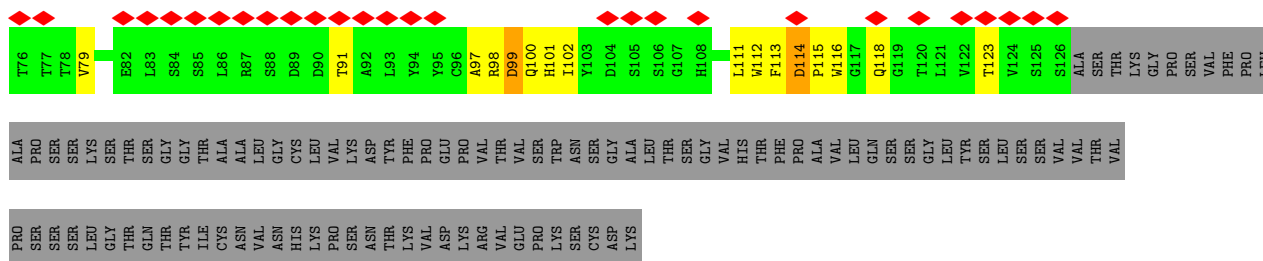 T76 T77 T78 V79 E82 L83 S84 S85 L86 R87 S88 D89 D90 T91 A92 L93 Y94 Y95 C96 A97 R98 D99 Q100 H101 I102 Y103 D104 S105 S106 G107 H108 L111 W112 F113 D114 P115 W116 G117 Q118 G119 T120 L121 V122 T123 V124 S125 S126 ALA SER THR LYS GLY PRO SER VAL PHE PRO LEU
ALA PRO SER SER LYS SER THR SER GLY GLY THR ALA ALA LEU GLY CYS LEU VAL LYS ASP TYR PHE PRO GLU PRO VAL THR VAL SER TRP ASN SER GLY ALA LEU THR SER GLY VAL HIS THR PHE PRO ALA VAL LEU GLN SER SER GLY LEU TYR SER LEU SER SER VAL VAL THR VAL
PRO SER SER SER LEU GLY THR GLN THR TYR ILE CYS ASN VAL ASN HIS LYS PRO SER ASN THR LYS VAL ASP LYS ARG VAL GLU PRO LYS SER CYS ASP LYS